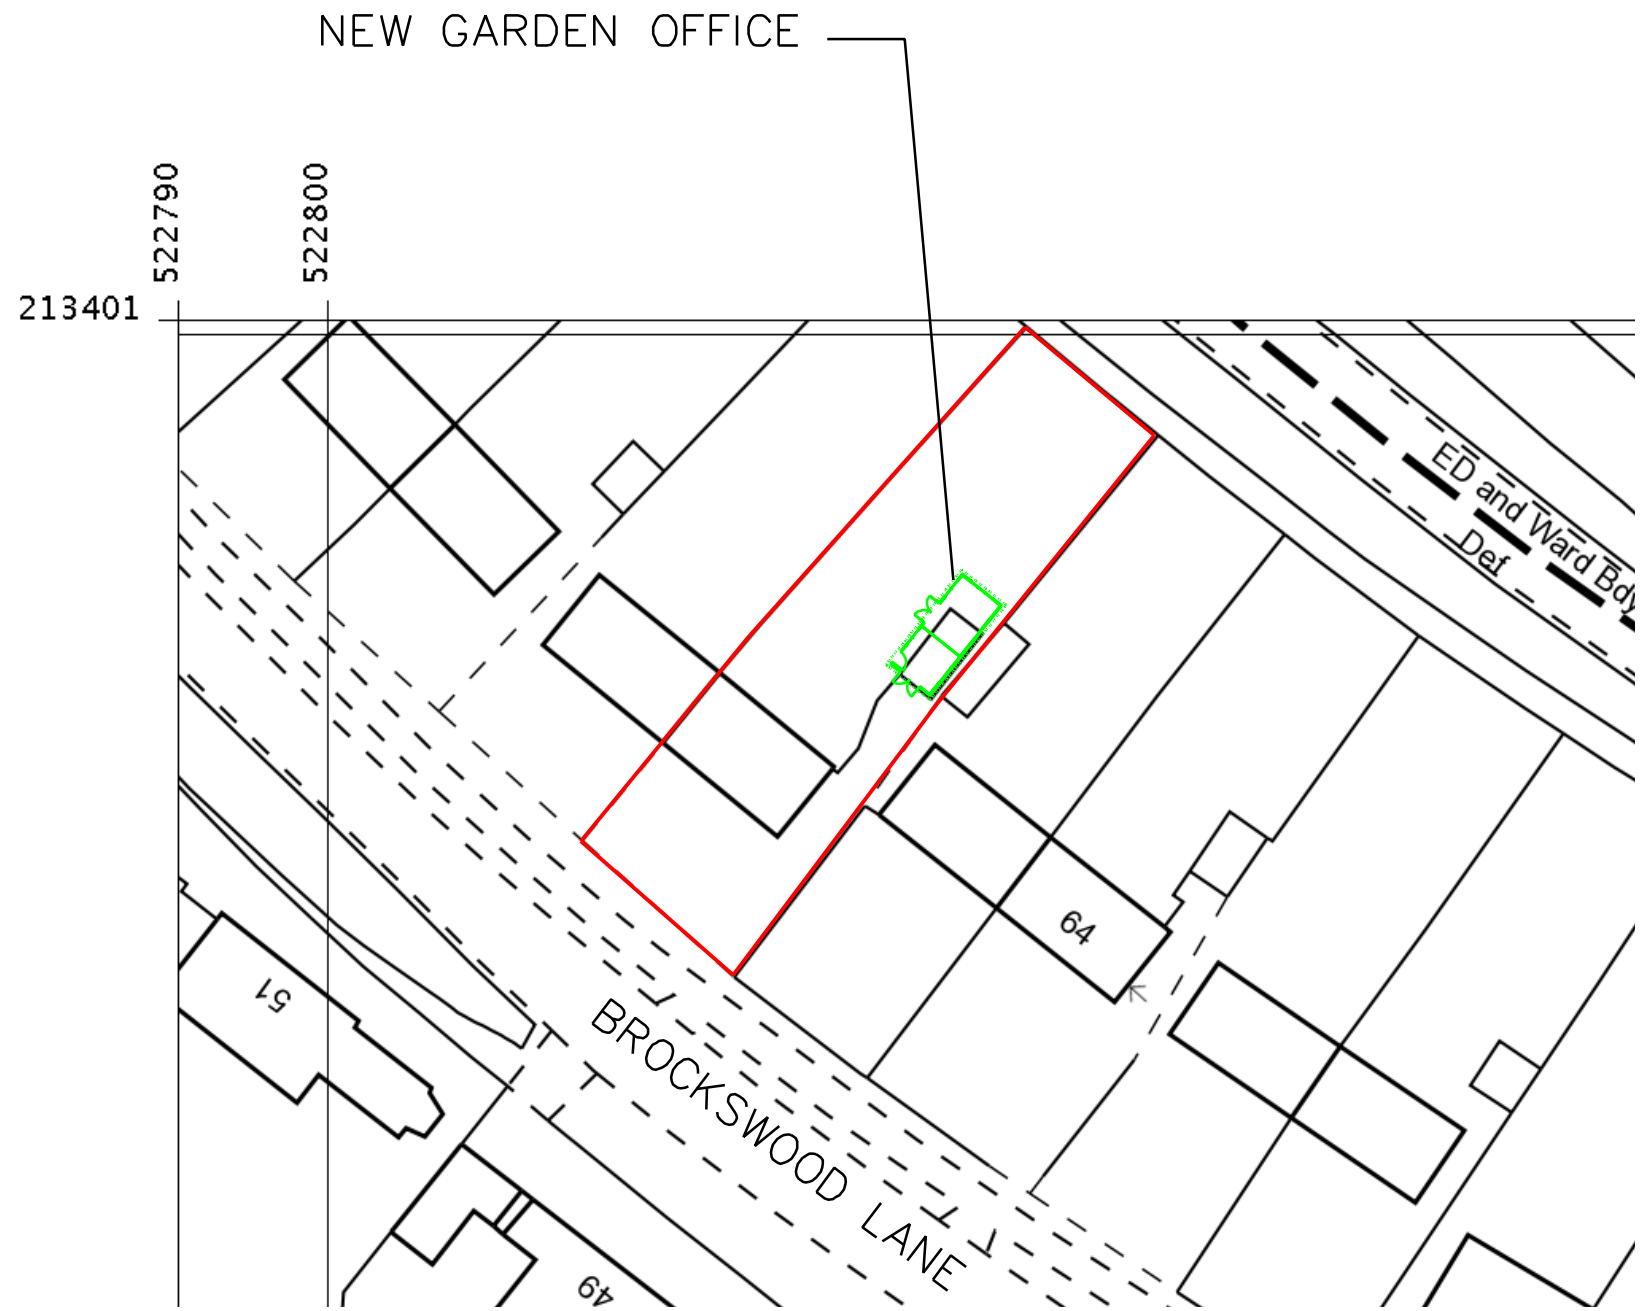 NEW GARDEN OFFICE
522790
522800
213401
ED and Ward Bdy
Def
64
51
BROCKSWOOD LANE
49